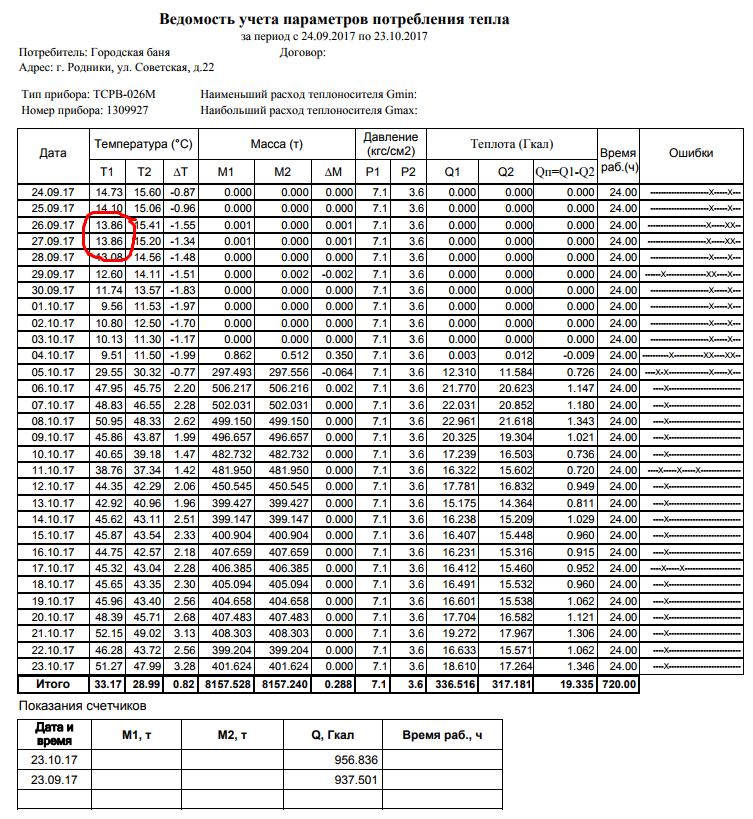 Ведомость учета параметров потребления тепла
за период с 24.09.2017 по 23.10.2017
Потребитель: Городская баня Договор:
Адрес: г. Родники, ул. Советская, д.22
Тип прибора: ТСРВ-026М Наименьший расход теплоносителя Gmin:
Номер прибора: 1309927 Наибольший расход теплоносителя Gmax:
Дата Температура (°C) Масса (т) Давление (кгс/см2) Теплота (Гкал) Время раб.(ч) Ошибки
T1 T2 ΔT M1 M2 ΔM P1 P2 Q1 Q2 Qп=Q1-Q2
24.09.17 14.73 15.60 -0.87 0.000 0.000 0.000 7.1 3.6 0.000 0.000 0.000 24.00 ----------------------X-----X---
25.09.17 14.10 15.06 -0.96 0.000 0.000 0.000 7.1 3.6 0.000 0.000 0.000 24.00 ----------------------X-----X---
26.09.17 13.86 15.41 -1.55 0.001 0.000 0.001 7.1 3.6 0.000 0.000 0.000 24.00 ----------------------X-----XX--
27.09.17 13.86 15.20 -1.34 0.001 0.000 0.001 7.1 3.6 0.000 0.000 0.000 24.00 ----------------------X-----XX--
28.09.17 13.08 14.56 -1.48 0.000 0.000 0.000 7.1 3.6 0.000 0.000 0.000 24.00 ----------------------X-----X---
29.09.17 12.60 14.11 -1.51 0.000 0.002 -0.002 7.1 3.6 0.000 0.000 0.000 24.00 ------X---------------XX----X---
30.09.17 11.74 13.57 -1.83 0.000 0.000 0.000 7.1 3.6 0.000 0.000 0.000 24.00 ----------------------X-----X---
01.10.17 9.56 11.53 -1.97 0.000 0.000 0.000 7.1 3.6 0.000 0.000 0.000 24.00 ----------------------X-----X---
02.10.17 10.80 12.50 -1.70 0.000 0.000 0.000 7.1 3.6 0.000 0.000 0.000 24.00 ----------------------X-----X---
03.10.17 10.13 11.30 -1.17 0.000 0.000 0.000 7.1 3.6 0.000 0.000 0.000 24.00 ----------------------X-----X---
04.10.17 9.51 11.50 -1.99 0.862 0.512 0.350 7.1 3.6 0.003 0.012 -0.009 24.00 ----------X-----------XX----XX--
05.10.17 29.55 30.32 -0.77 297.493 297.556 -0.064 7.1 3.6 12.310 11.584 0.726 24.00 ----X-X---------------X-----X---
06.10.17 47.95 45.75 2.20 506.217 506.216 0.002 7.1 3.6 21.770 20.623 1.147 24.00 ----X---------------------------
07.10.17 48.83 46.55 2.28 502.031 502.031 0.000 7.1 3.6 22.031 20.852 1.180 24.00 ----X---------------------------
08.10.17 50.95 48.33 2.62 499.150 499.150 0.000 7.1 3.6 22.961 21.618 1.343 24.00 ----X---------------------------
09.10.17 45.86 43.87 1.99 496.657 496.657 0.000 7.1 3.6 20.325 19.304 1.021 24.00 ----X---------------------------
10.10.17 40.65 39.18 1.47 482.732 482.732 0.000 7.1 3.6 17.239 16.503 0.736 24.00 ----X---------------------------
11.10.17 38.76 37.34 1.42 481.950 481.950 0.000 7.1 3.6 16.322 15.602 0.720 24.00 ----X-----X-----X---------------
12.10.17 44.35 42.29 2.06 450.545 450.545 0.000 7.1 3.6 17.781 16.832 0.949 24.00 ----X---------------------------
13.10.17 42.92 40.96 1.96 399.427 399.427 0.000 7.1 3.6 15.175 14.364 0.811 24.00 ----X---------------------------
14.10.17 45.62 43.11 2.51 399.147 399.147 0.000 7.1 3.6 16.238 15.209 1.029 24.00 ----X---------------------------
15.10.17 45.87 43.54 2.33 400.904 400.904 0.000 7.1 3.6 16.407 15.448 0.960 24.00 ----X---------------------------
16.10.17 44.75 42.57 2.18 407.659 407.659 0.000 7.1 3.6 16.231 15.316 0.915 24.00 ----X---------------------------
17.10.17 45.32 43.04 2.28 406.385 406.385 0.000 7.1 3.6 16.412 15.460 0.952 24.00 ----X-----X---------------------
18.10.17 45.65 43.35 2.30 405.094 405.094 0.000 7.1 3.6 16.491 15.532 0.960 24.00 ----X---------------------------
19.10.17 45.96 43.40 2.56 404.658 404.658 0.000 7.1 3.6 16.601 15.538 1.062 24.00 ----X---------------------------
20.10.17 48.39 45.71 2.68 407.483 407.483 0.000 7.1 3.6 17.704 16.582 1.121 24.00 ----X---------------------------
21.10.17 52.15 49.02 3.13 408.303 408.303 0.000 7.1 3.6 19.272 17.967 1.306 24.00 ----X---------------------------
22.10.17 46.28 43.72 2.56 399.204 399.204 0.000 7.1 3.6 16.633 15.571 1.062 24.00 ----X---------------------------
23.10.17 51.27 47.99 3.28 401.624 401.624 0.000 7.1 3.6 18.610 17.264 1.346 24.00 ----X---------------------------
Итого 33.17 28.99 0.82 8157.528 8157.240 0.288 7.1 3.6 336.516 317.181 19.335 720.00
Показания счетчиков
Дата и время M1, т M2, т Q, Гкал Время раб., ч
23.10.17 956.836
23.09.17 937.501